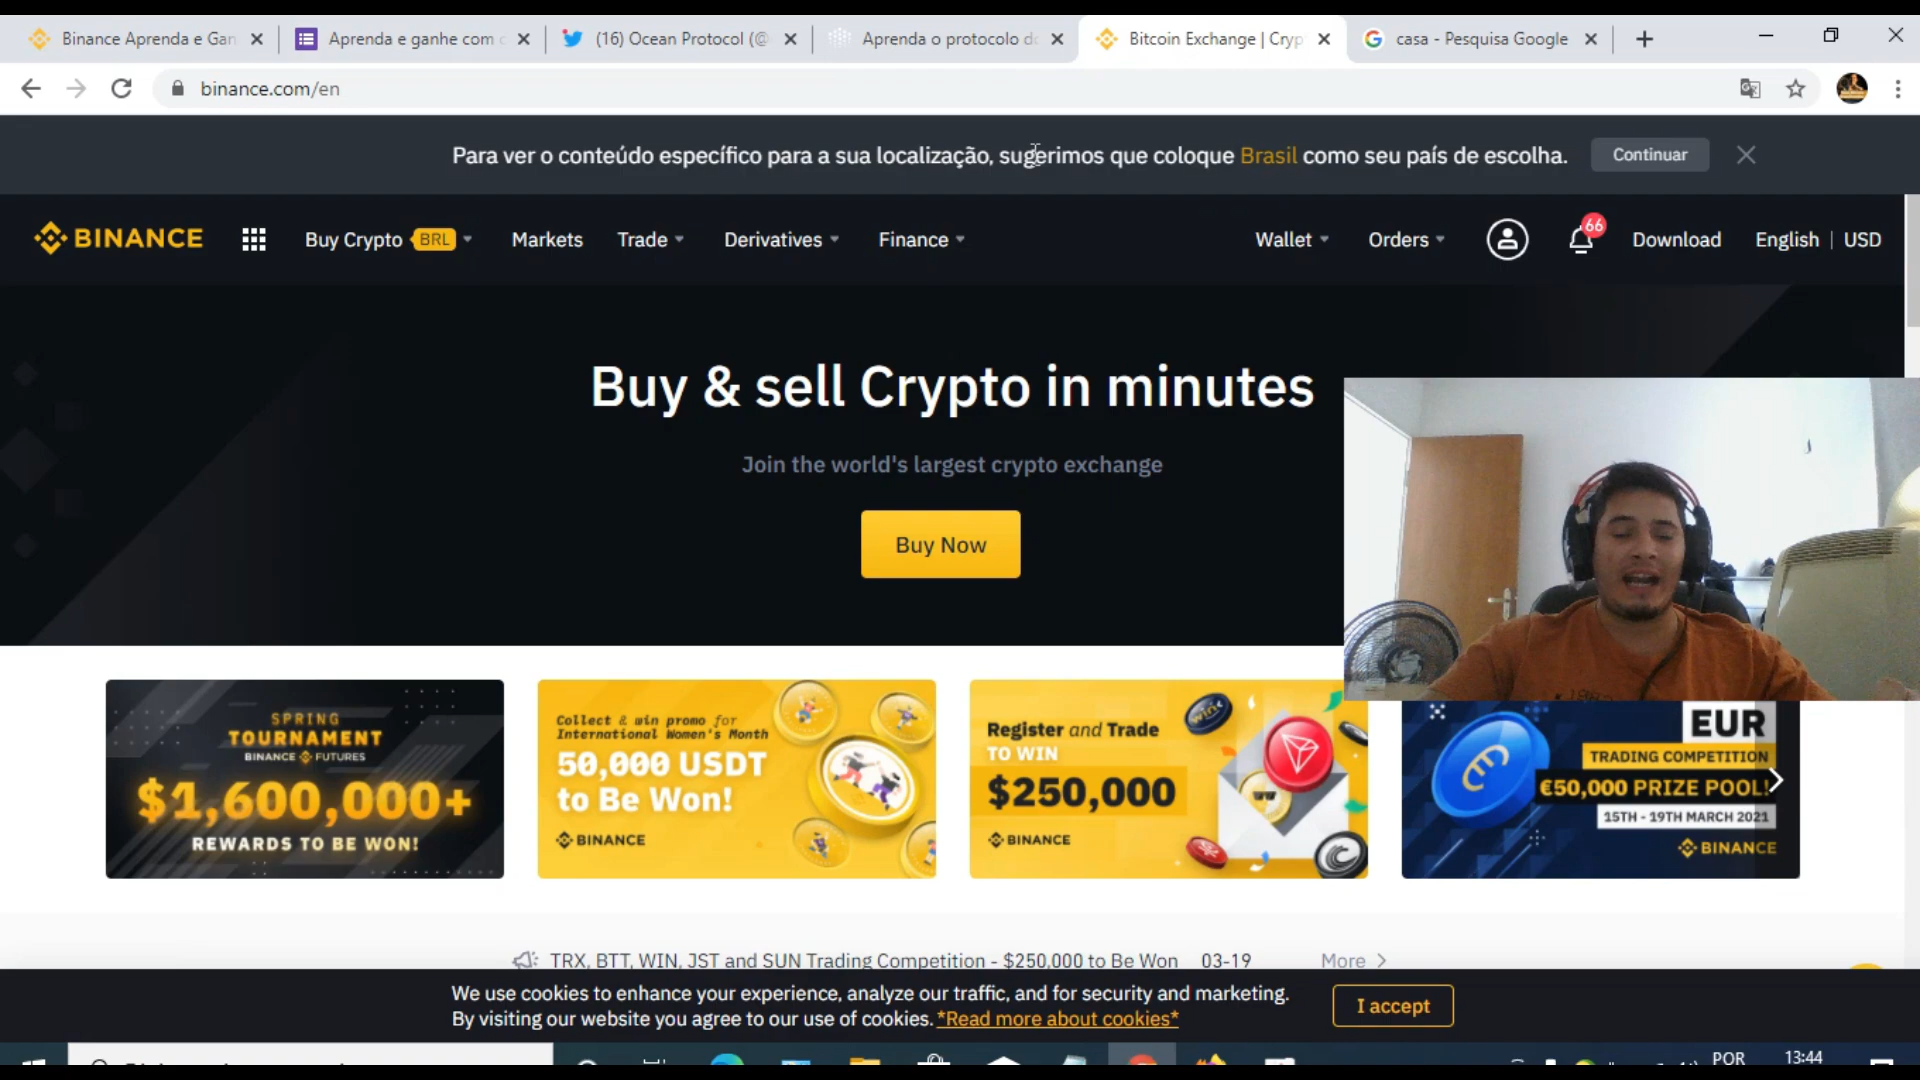 Binance Aprenda e Gan
Aprenda e ganhe com c
(16) Ocean Protocol (@
Aprenda o protocolo do
Bitcoin Exchange | Cryp
casa - Pesquisa Google
binance.com/en
Para ver o conteúdo específico para a sua localização, sugerimos que coloque Brasil como seu país de escolha.
Continuar
BINANCE
Buy Crypto BRL
Markets
Trade
Derivatives
Finance
Wallet
Orders
66
Download
English | USD
Buy & sell Crypto in minutes
Join the world's largest crypto exchange
Buy Now
SPRING
TOURNAMENT
BINANCE FUTURES
$1,600,000+
REWARDS TO BE WON!
Collect & win promo for
International Women's Month
50,000 USDT
to Be Won!
BINANCE
Register and Trade
TO WIN
$250,000
BINANCE
WIN
EUR
TRADING COMPETITION
€50,000 PRIZE POOL!
15TH - 19TH MARCH 2021
BINANCE
TRX, BTT, WIN, JST and SUN Trading Competition - $250,000 to Be Won 03-19
More
We use cookies to enhance your experience, analyze our traffic, and for security and marketing.
By visiting our website you agree to our use of cookies. *Read more about cookies*
I accept
POR
13:44